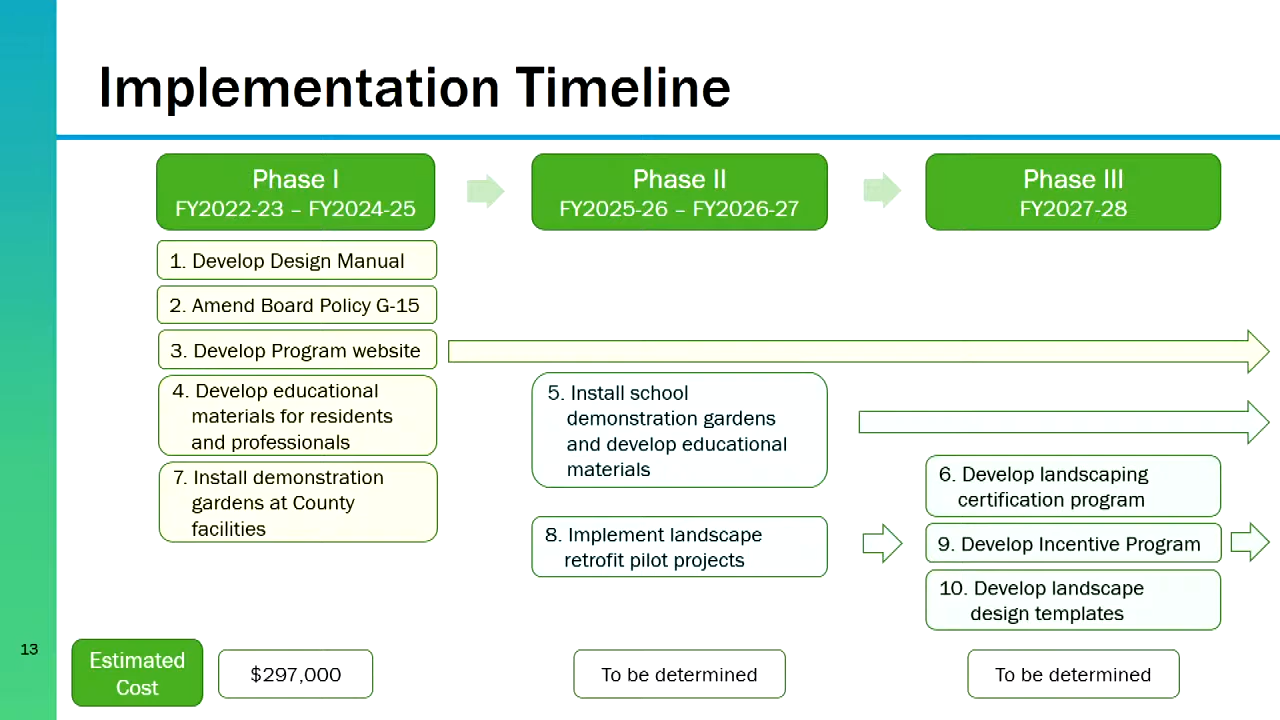 Implementation Timeline
Phase I
FY2022-23 – FY2024-25
Phase II
FY2025-26 – FY2026-27
Phase III
FY2027-28
1. Develop Design Manual
2. Amend Board Policy G-15
3. Develop Program website
4. Develop educational
materials for residents
and professionals
7. Install demonstration
gardens at County
facilities
5. Install school
demonstration gardens
and develop educational
materials
8. Implement landscape
retrofit pilot projects
6. Develop landscaping
certification program
9. Develop Incentive Program
10. Develop landscape
design templates
13
Estimated
Cost
$297,000
To be determined
To be determined